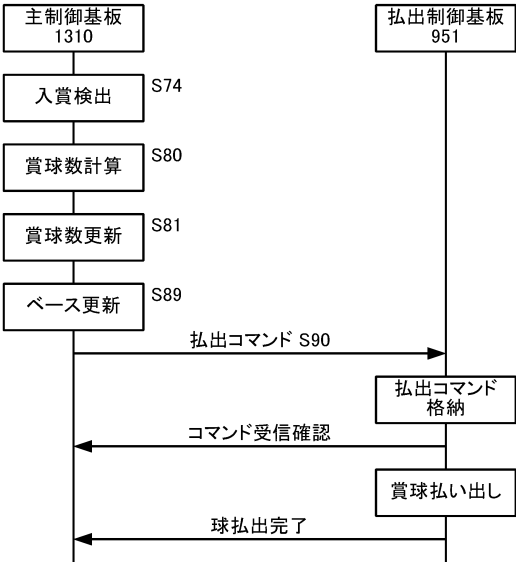 主制御基板
1310
払出制御基板
951
入賞検出
S74
賞球数計算
S80
賞球数更新
S81
ベース更新
S89
払出コマンド S90
払出コマンド
格納
コマンド受信確認
賞球払い出し
球払出完了